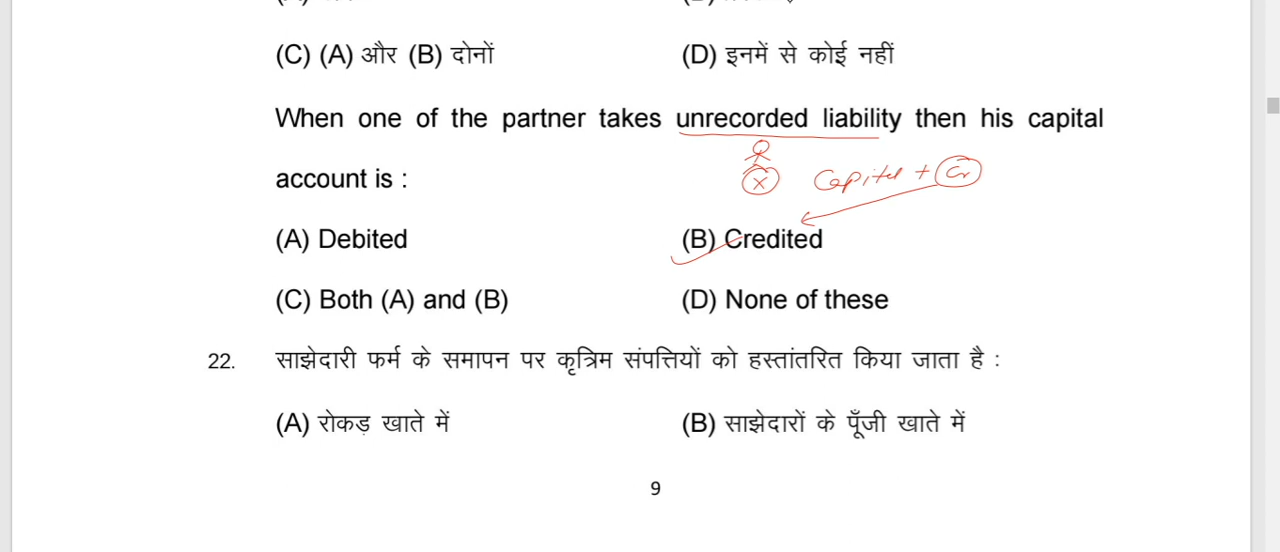 (C) (A) और (B) दोनों (D) इनमें से कोई नहीं
When one of the partner takes unrecorded liability then his capital
account is :
x Capital + Cr
(A) Debited (B) Credited
(C) Both (A) and (B) (D) None of these
22. साझेदारी फर्म के समापन पर कृत्रिम संपत्तियों को हस्तांतरित किया जाता है :
(A) रोकड़ खाते में (B) साझेदारों के पूँजी खाते में
9